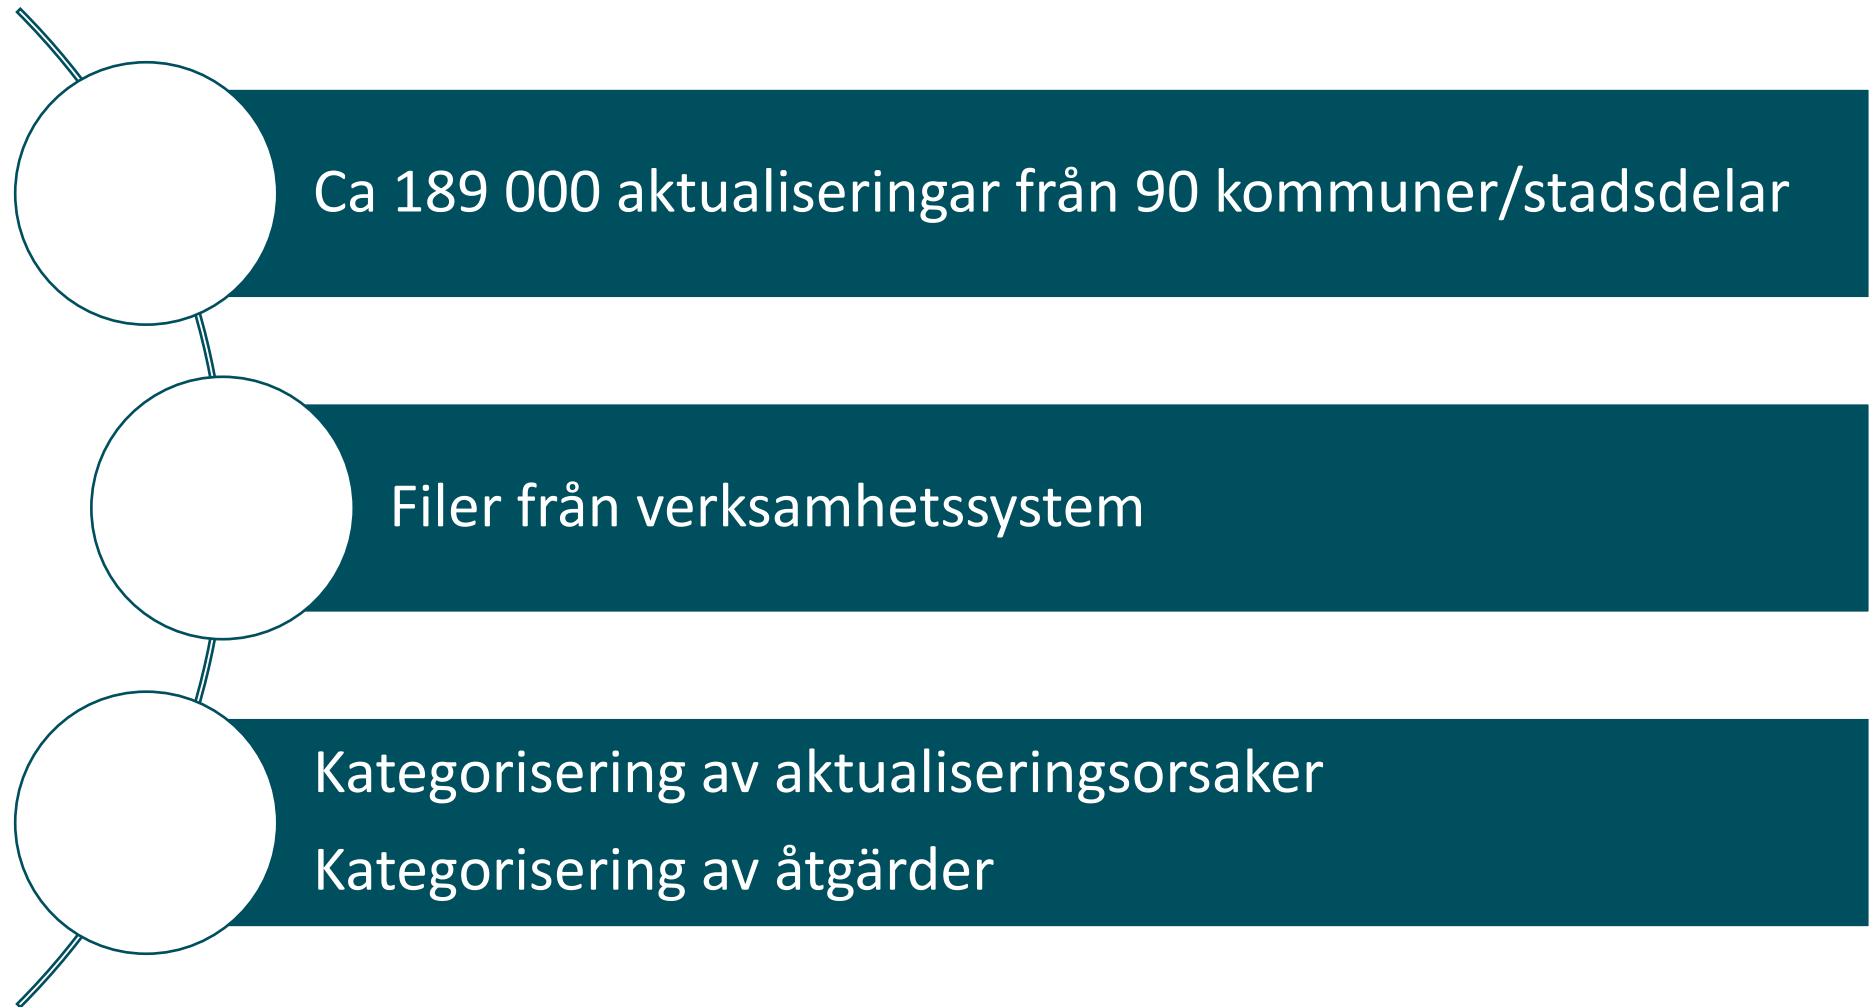 Ca 189 000 aktualiseringar från 90 kommuner/stadsdelar
Filer från verksamhetssystem
Kategorisering av aktualiseringsorsaker
Kategorisering av åtgärder